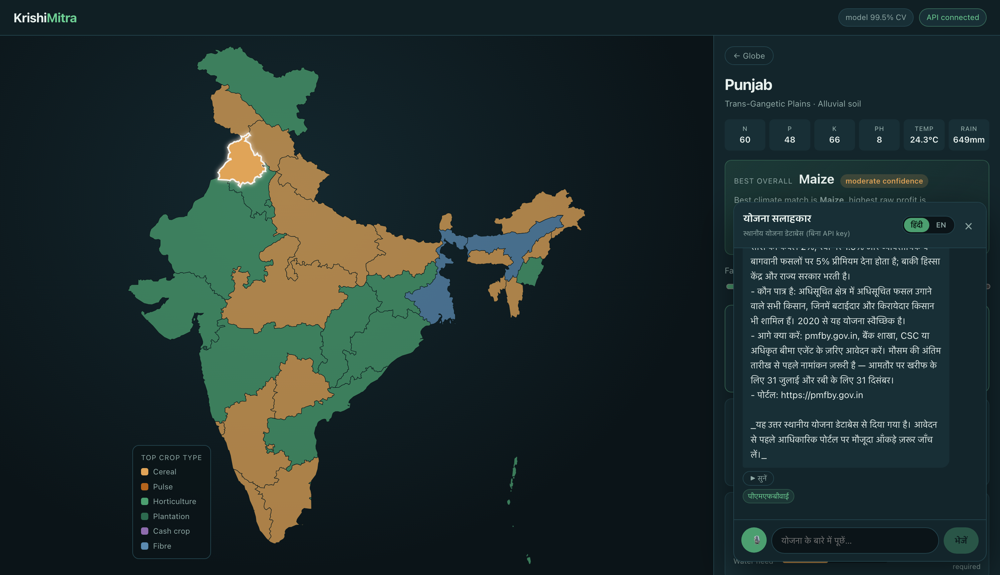 KrishiMitra
model 99.5% CV
API connected
← Globe
Punjab
Trans-Gangetic Plains · Alluvial soil
N
60
P
48
K
66
PH
8
TEMP
24.3°C
RAIN
649mm
BEST OVERALL Maize moderate confidence
Best climate match is Maize, highest raw profit is
Fa
योजना सलाहकार
स्थानीय योजना डेटाबेस (बिना API key)
हिंदी EN ×
बागवानी फसलों पर 5% प्रीमियम देना होता है; बाकी हिस्सा
केंद्र और राज्य सरकार भरती है।
- कौन पात्र है: अधिसूचित क्षेत्र में अधिसूचित फसल उगाने
वाले सभी किसान, जिनमें बटाईदार और किरायेदार किसान
भी शामिल हैं। 2020 से यह योजना स्वैच्छिक है।
- आगे क्या करें: pmfby.gov.in, बैंक शाखा, CSC या
अधिकृत बीमा एजेंट के ज़रिए आवेदन करें। मौसम की अंतिम
तारीख से पहले नामांकन ज़रूरी है — आमतौर पर खरीफ के
लिए 31 जुलाई और रबी के लिए 31 दिसंबर।
- पोर्टल: https://pmfby.gov.in
_यह उत्तर स्थानीय योजना डेटाबेस से दिया गया है। आवेदन
से पहले आधिकारिक पोर्टल पर मौजूदा आँकड़े ज़रूर जाँच
लें।_
▶ सुनें
पीएमएफबीवाई
योजना के बारे में पूछें...
भेजें
Water need
required
TOP CROP TYPE
Cereal
Pulse
Horticulture
Plantation
Cash crop
Fibre